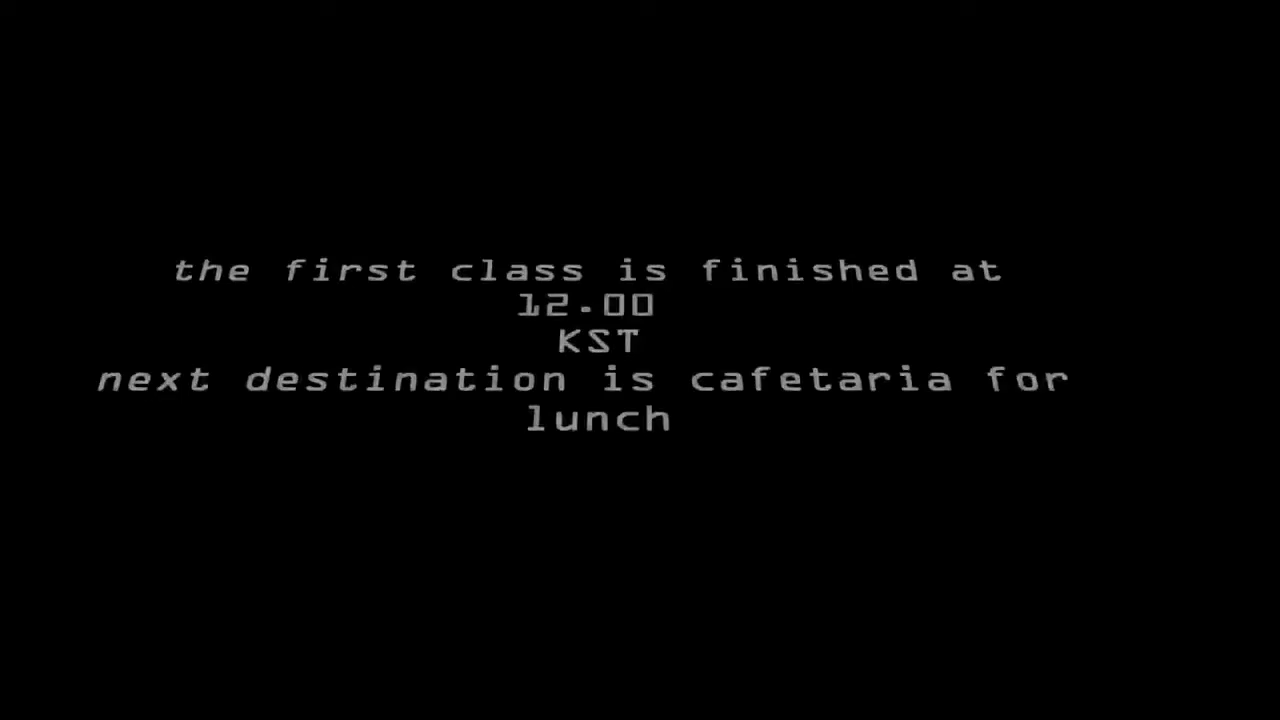 the first class is finished at
12.00
KST
next destination is cafetaria for
lunch